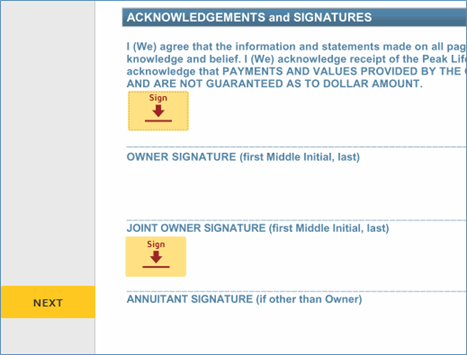 ACKNOWLEDGEMENTS and SIGNATURES
I (We) agree that the information and statements made on all
knowledge and belief. I (We) acknowledge receipt of the Peak
acknowledge that PAYMENTS AND VALUES PROVIDED BY THE
AND ARE NOT GUARANTEED AS TO DOLLAR AMOUNT.
Sign
OWNER SIGNATURE (first Middle Initial, last)
JOINT OWNER SIGNATURE (first Middle Initial, last)
Sign
NEXT
ANNUITANT SIGNATURE (if other than Owner)